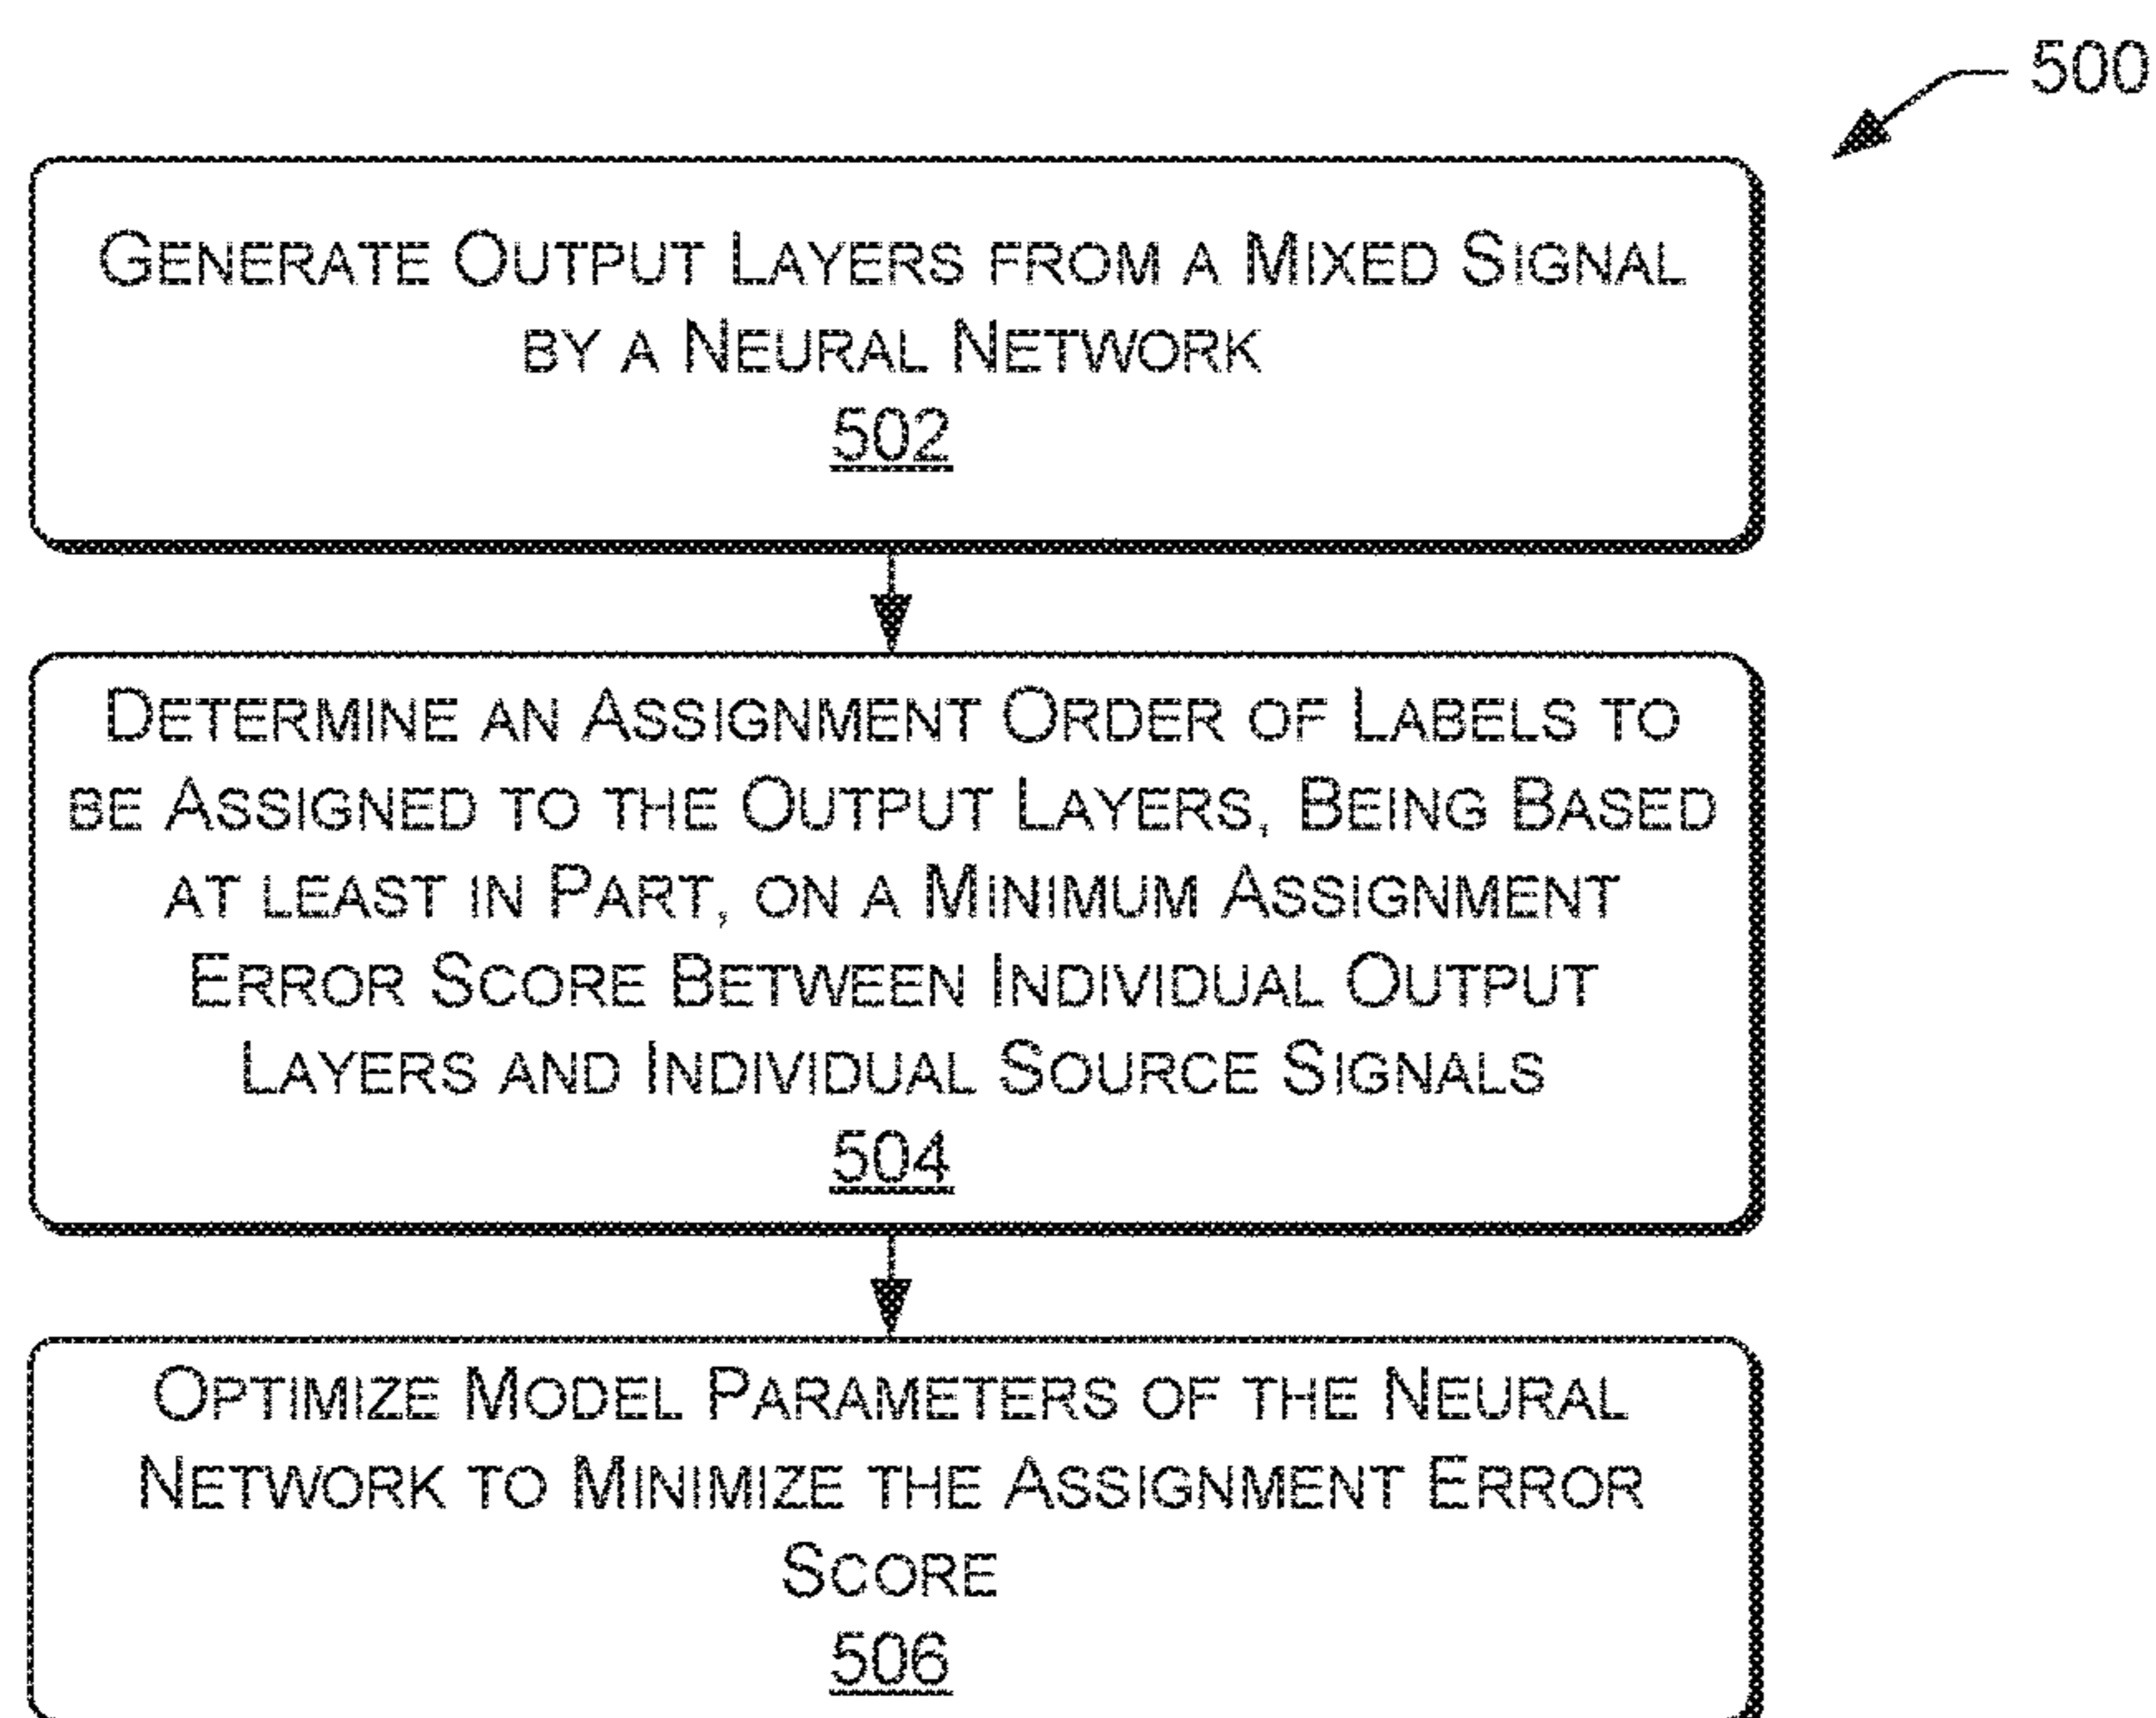 500
GENERATE OUTPUT LAYERS FROM A MIXED SIGNAL
BY A NEURAL NETWORK
502
DETERMINE AN ASSIGNMENT ORDER OF LABELS TO
BE ASSIGNED TO THE OUTPUT LAYERS, BEING BASED
AT LEAST IN PART, ON A MINIMUM ASSIGNMENT
ERROR SCORE BETWEEN INDIVIDUAL OUTPUT
LAYERS AND INDIVIDUAL SOURCE SIGNALS
504
OPTIMIZE MODEL PARAMETERS OF THE NEURAL
NETWORK TO MINIMIZE THE ASSIGNMENT ERROR
SCORE
506